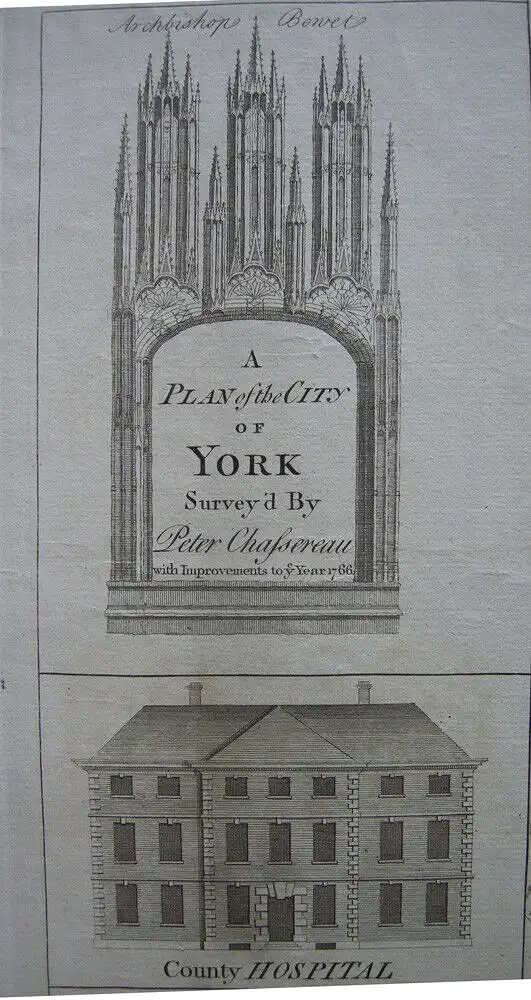 Archbishop Bowet
A
PLAN of the CITY
OF
YORK
Survey'd By
Peter Chaſsereau
with Improvements to yͤ Year 1766
County HOSPITAL